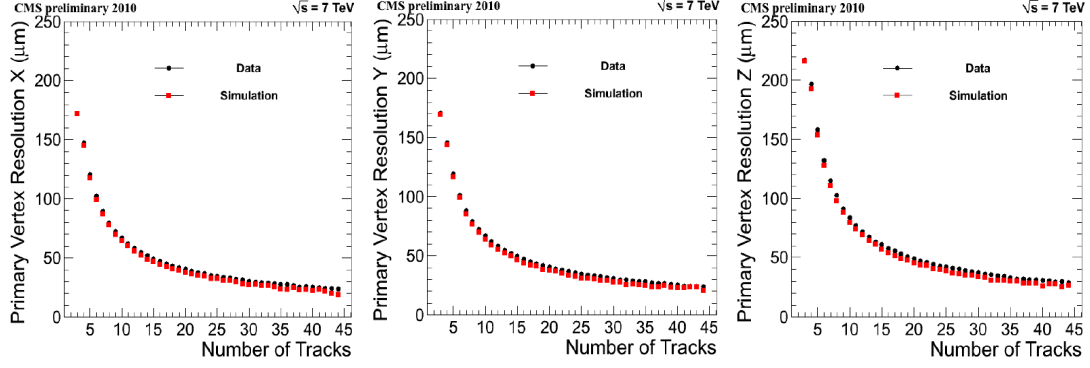 CMS preliminary 2010 √s = 7 TeV
Primary Vertex Resolution X (μm)
250
200
150
100
50
0
Data
Simulation
5 10 15 20 25 30 35 40 45
Number of Tracks
CMS preliminary 2010 √s = 7 TeV
Primary Vertex Resolution Y (μm)
250
200
150
100
50
0
Data
Simulation
5 10 15 20 25 30 35 40 45
Number of Tracks
CMS preliminary 2010 √s = 7 TeV
Primary Vertex Resolution Z (μm)
250
200
150
100
50
0
Data
Simulation
5 10 15 20 25 30 35 40 45
Number of Tracks